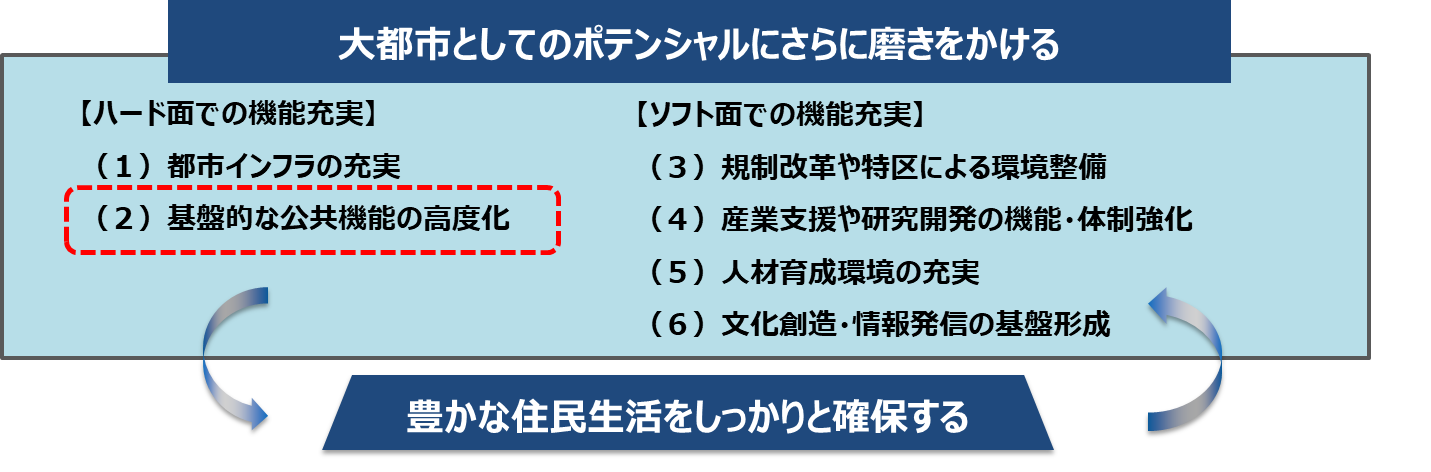 大都市としてのポテンシャルにさらに磨きをかける
【ハード面での機能充実】
（１）都市インフラの充実
（２）基盤的な公共機能の高度化
【ソフト面での機能充実】
（３）規制改革や特区による環境整備
（４）産業支援や研究開発の機能・体制強化
（５）人材育成環境の充実
（６）文化創造・情報発信の基盤形成
豊かな住民生活をしっかりと確保する